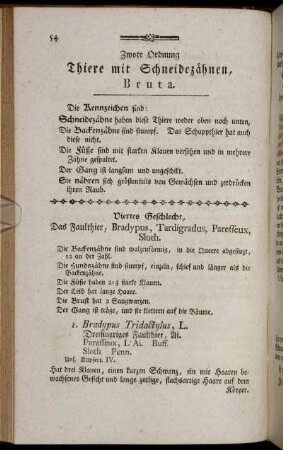 54
Zwote Ordnung
Thiere mit Schneidezähnen,
Bruta.
Die Kennzeichen sind:
Schneidezähne haben diese Thiere weder oben noch unten,
Die Backenzähne sind stumpf. Das Schuppthier hat auch
diese nicht.
Die Füße sind mit starken Klauen versehen und in mehrere
Zähne gespaltet.
Der Gang ist langsam und ungeschikt.
Sie nähren sich größtentils von Gewächsen und zerdrücken
ihren Raub.
Viertes Geschlecht,
Das Faulthier, Bradypus, Tardigradus, Paresseux,
Sloth.
Die Backenzähne sind walzenförmig, in die Queere abgestuzt,
12 an der Zahl.
Die Hundszähne sind stumpf, einzeln, schief und länger als die
Backenzähne.
Die Füße haben 2:3 starke Klauen.
Der Leib hat lange Haare.
Die Brust hat 2 Saugwarzen.
Der Gang ist träge, und sie klettern auf die Bäume.
1. Bradypus Tridactylus, L.
Dreifingriges Faulthier, Ai.
Paresseux, L'Ai. Buff.
Sloth Penn.
Uns. Kupfert. IV.
Hat drei Klauen, einen kurzen Schwanz, ein mit Haaren be-
wachsenes Gesicht und lange zotige, flachsartige Haare auf dem
Körper.